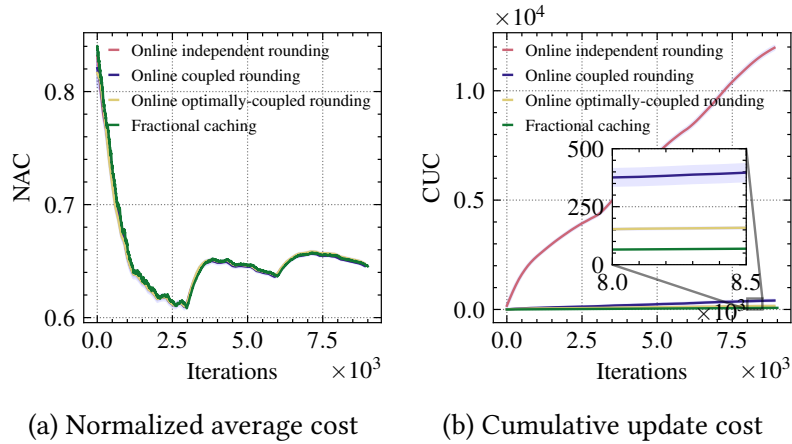 ×10⁴
Online independent rounding
Online coupled rounding
Online optimally-coupled rounding
Fractional caching
NAC
0.8
0.7
0.6
0.0
2.5
5.0
7.5
Iterations
×10³
(a) Normalized average cost
Online independent rounding
Online coupled rounding
Online optimally-coupled rounding
Fractional caching
CUC
1.0
0.5
0.0
500
250
0
8.0
8.5
×10³
0.0
2.5
5.0
7.5
Iterations
×10³
(b) Cumulative update cost